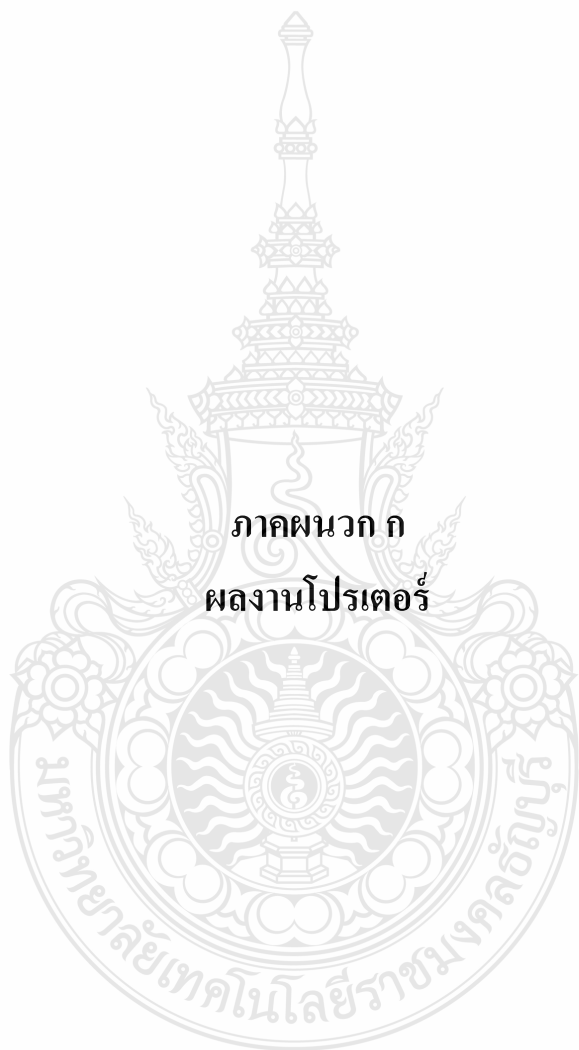 ภาคผนวก ก
ผลงานโปรเตอร์
มหาวิทยาลัยเทคโนโลยีราชมงคลธัญบุรี